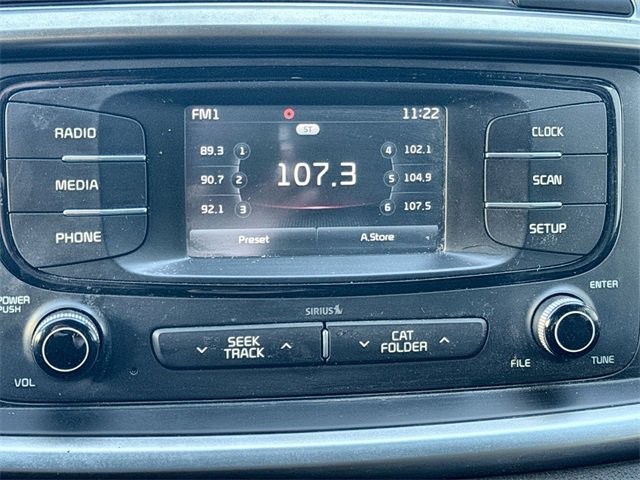 FM1 11:22
ST
RADIO
MEDIA
PHONE
89.3 1
90.7 2
92.1 3
107.3
4 102.1
5 104.9
6 107.5
Preset A.Store
CLOCK
SCAN
SETUP
POWER
PUSH
VOL
SIRIUS
SEEK
TRACK
CAT
FOLDER
ENTER
FILE
TUNE